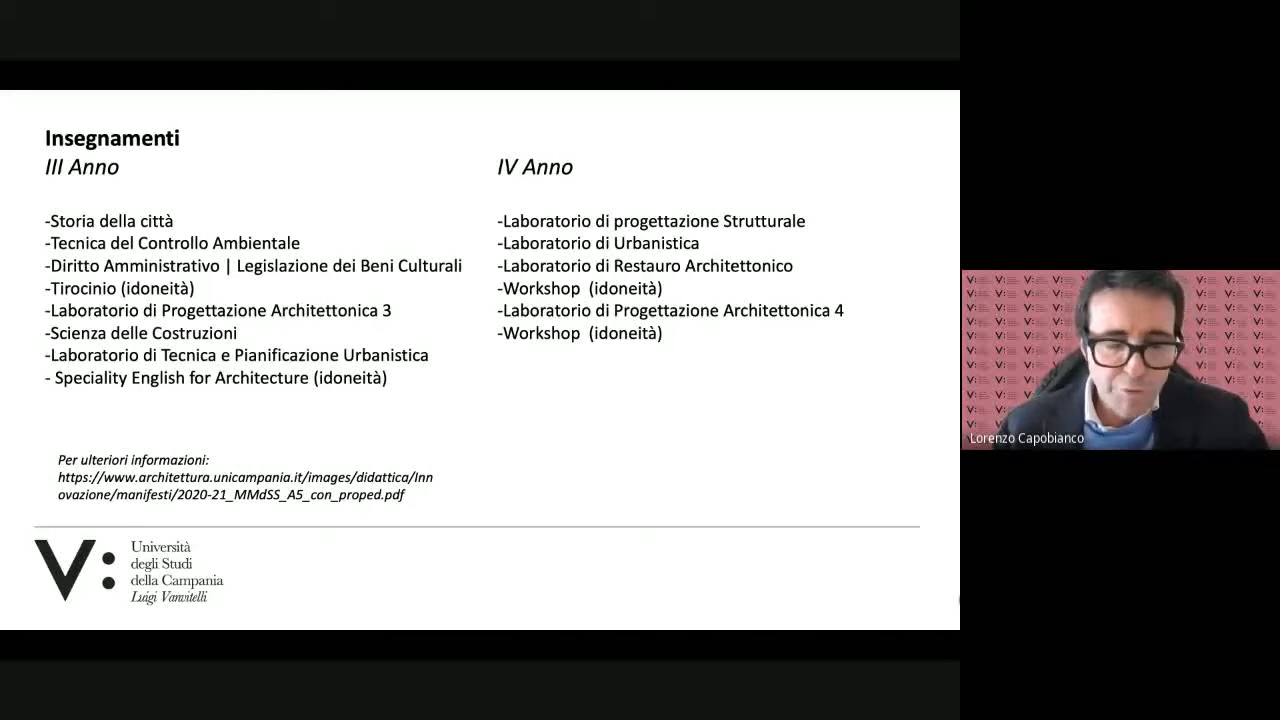 Insegnamenti
III Anno
-Storia della città
-Tecnica del Controllo Ambientale
-Diritto Amministrativo | Legislazione dei Beni Culturali
-Tirocinio (idoneità)
-Laboratorio di Progettazione Architettonica 3
-Scienza delle Costruzioni
-Laboratorio di Tecnica e Pianificazione Urbanistica
- Speciality English for Architecture (idoneità)
IV Anno
-Laboratorio di progettazione Strutturale
-Laboratorio di Urbanistica
-Laboratorio di Restauro Architettonico
-Workshop (idoneità)
-Laboratorio di Progettazione Architettonica 4
-Workshop (idoneità)
Per ulteriori informazioni:
https://www.architettura.unicampania.it/images/didattica/Inn
ovazione/manifesti/2020-21_MMdSS_A5_con_proped.pdf
V:
Università
degli Studi
della Campania
Luigi Vanvitelli
Lorenzo Capobianco